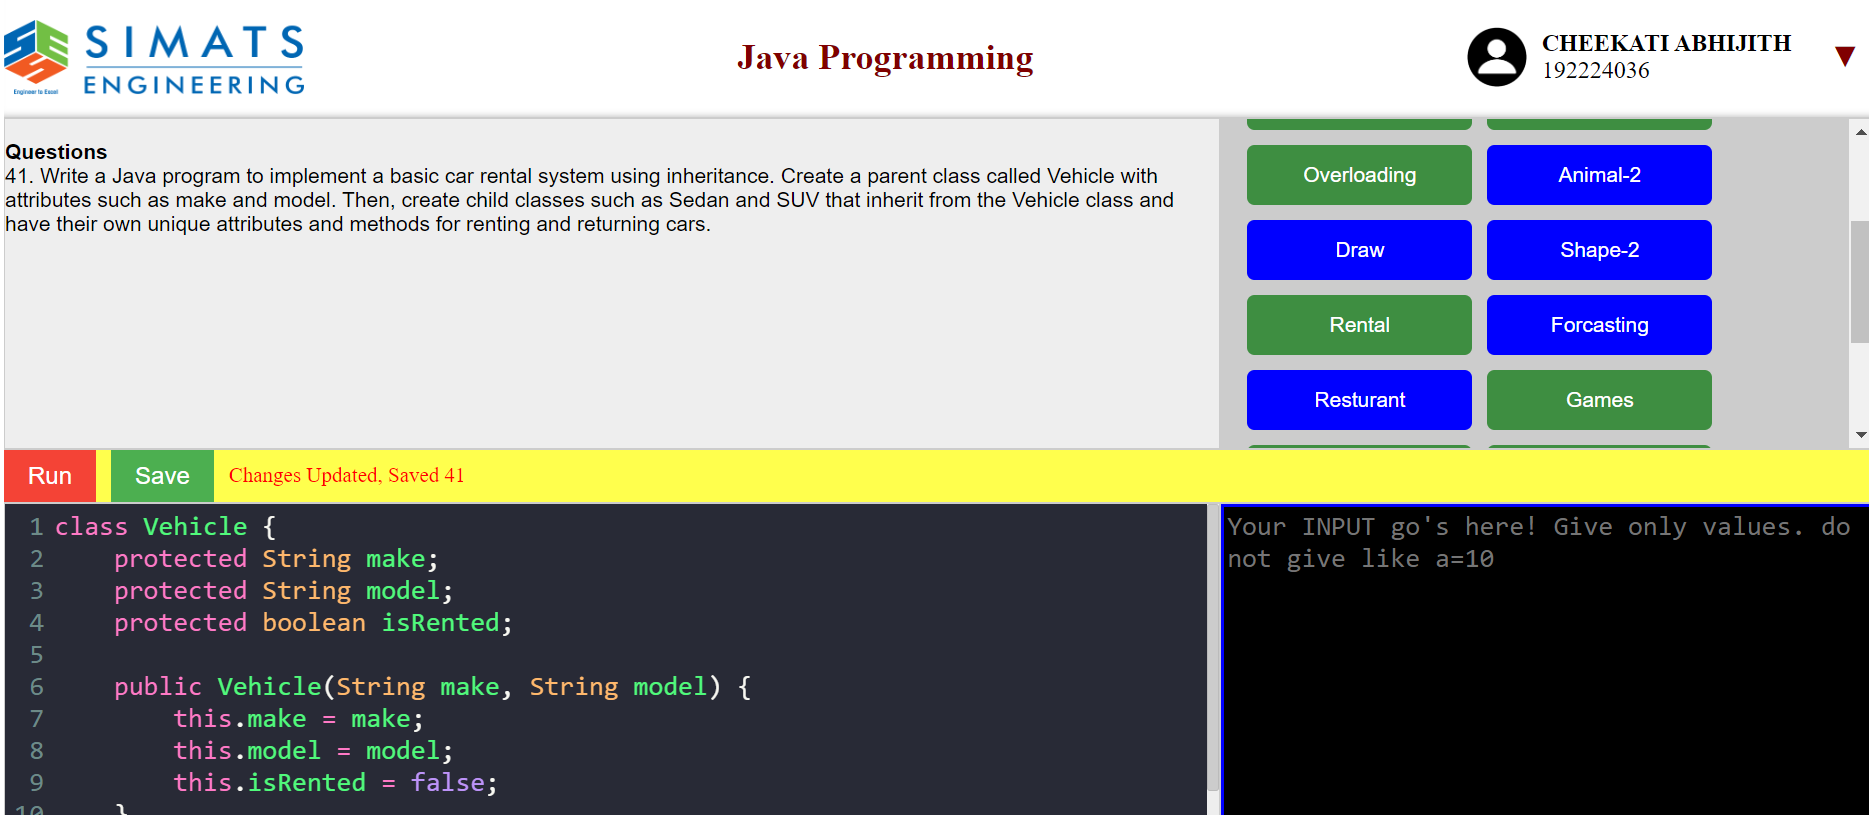 SIMATS
ENGINEERING
Engineer to Excel
Java Programming
CHEEKATI ABHIJITH
192224036
Questions
41. Write a Java program to implement a basic car rental system using inheritance. Create a parent class called Vehicle with
attributes such as make and model. Then, create child classes such as Sedan and SUV that inherit from the Vehicle class and
have their own unique attributes and methods for renting and returning cars.
Overloading
Animal-2
Draw
Shape-2
Rental
Forcasting
Resturant
Games
Run
Save
Changes Updated, Saved 41
1 class Vehicle {
2     protected String make;
3     protected String model;
4     protected boolean isRented;
5
6     public Vehicle(String make, String model) {
7         this.make = make;
8         this.model = model;
9         this.isRented = false;
10     }
Your INPUT go's here! Give only values. do
not give like a=10